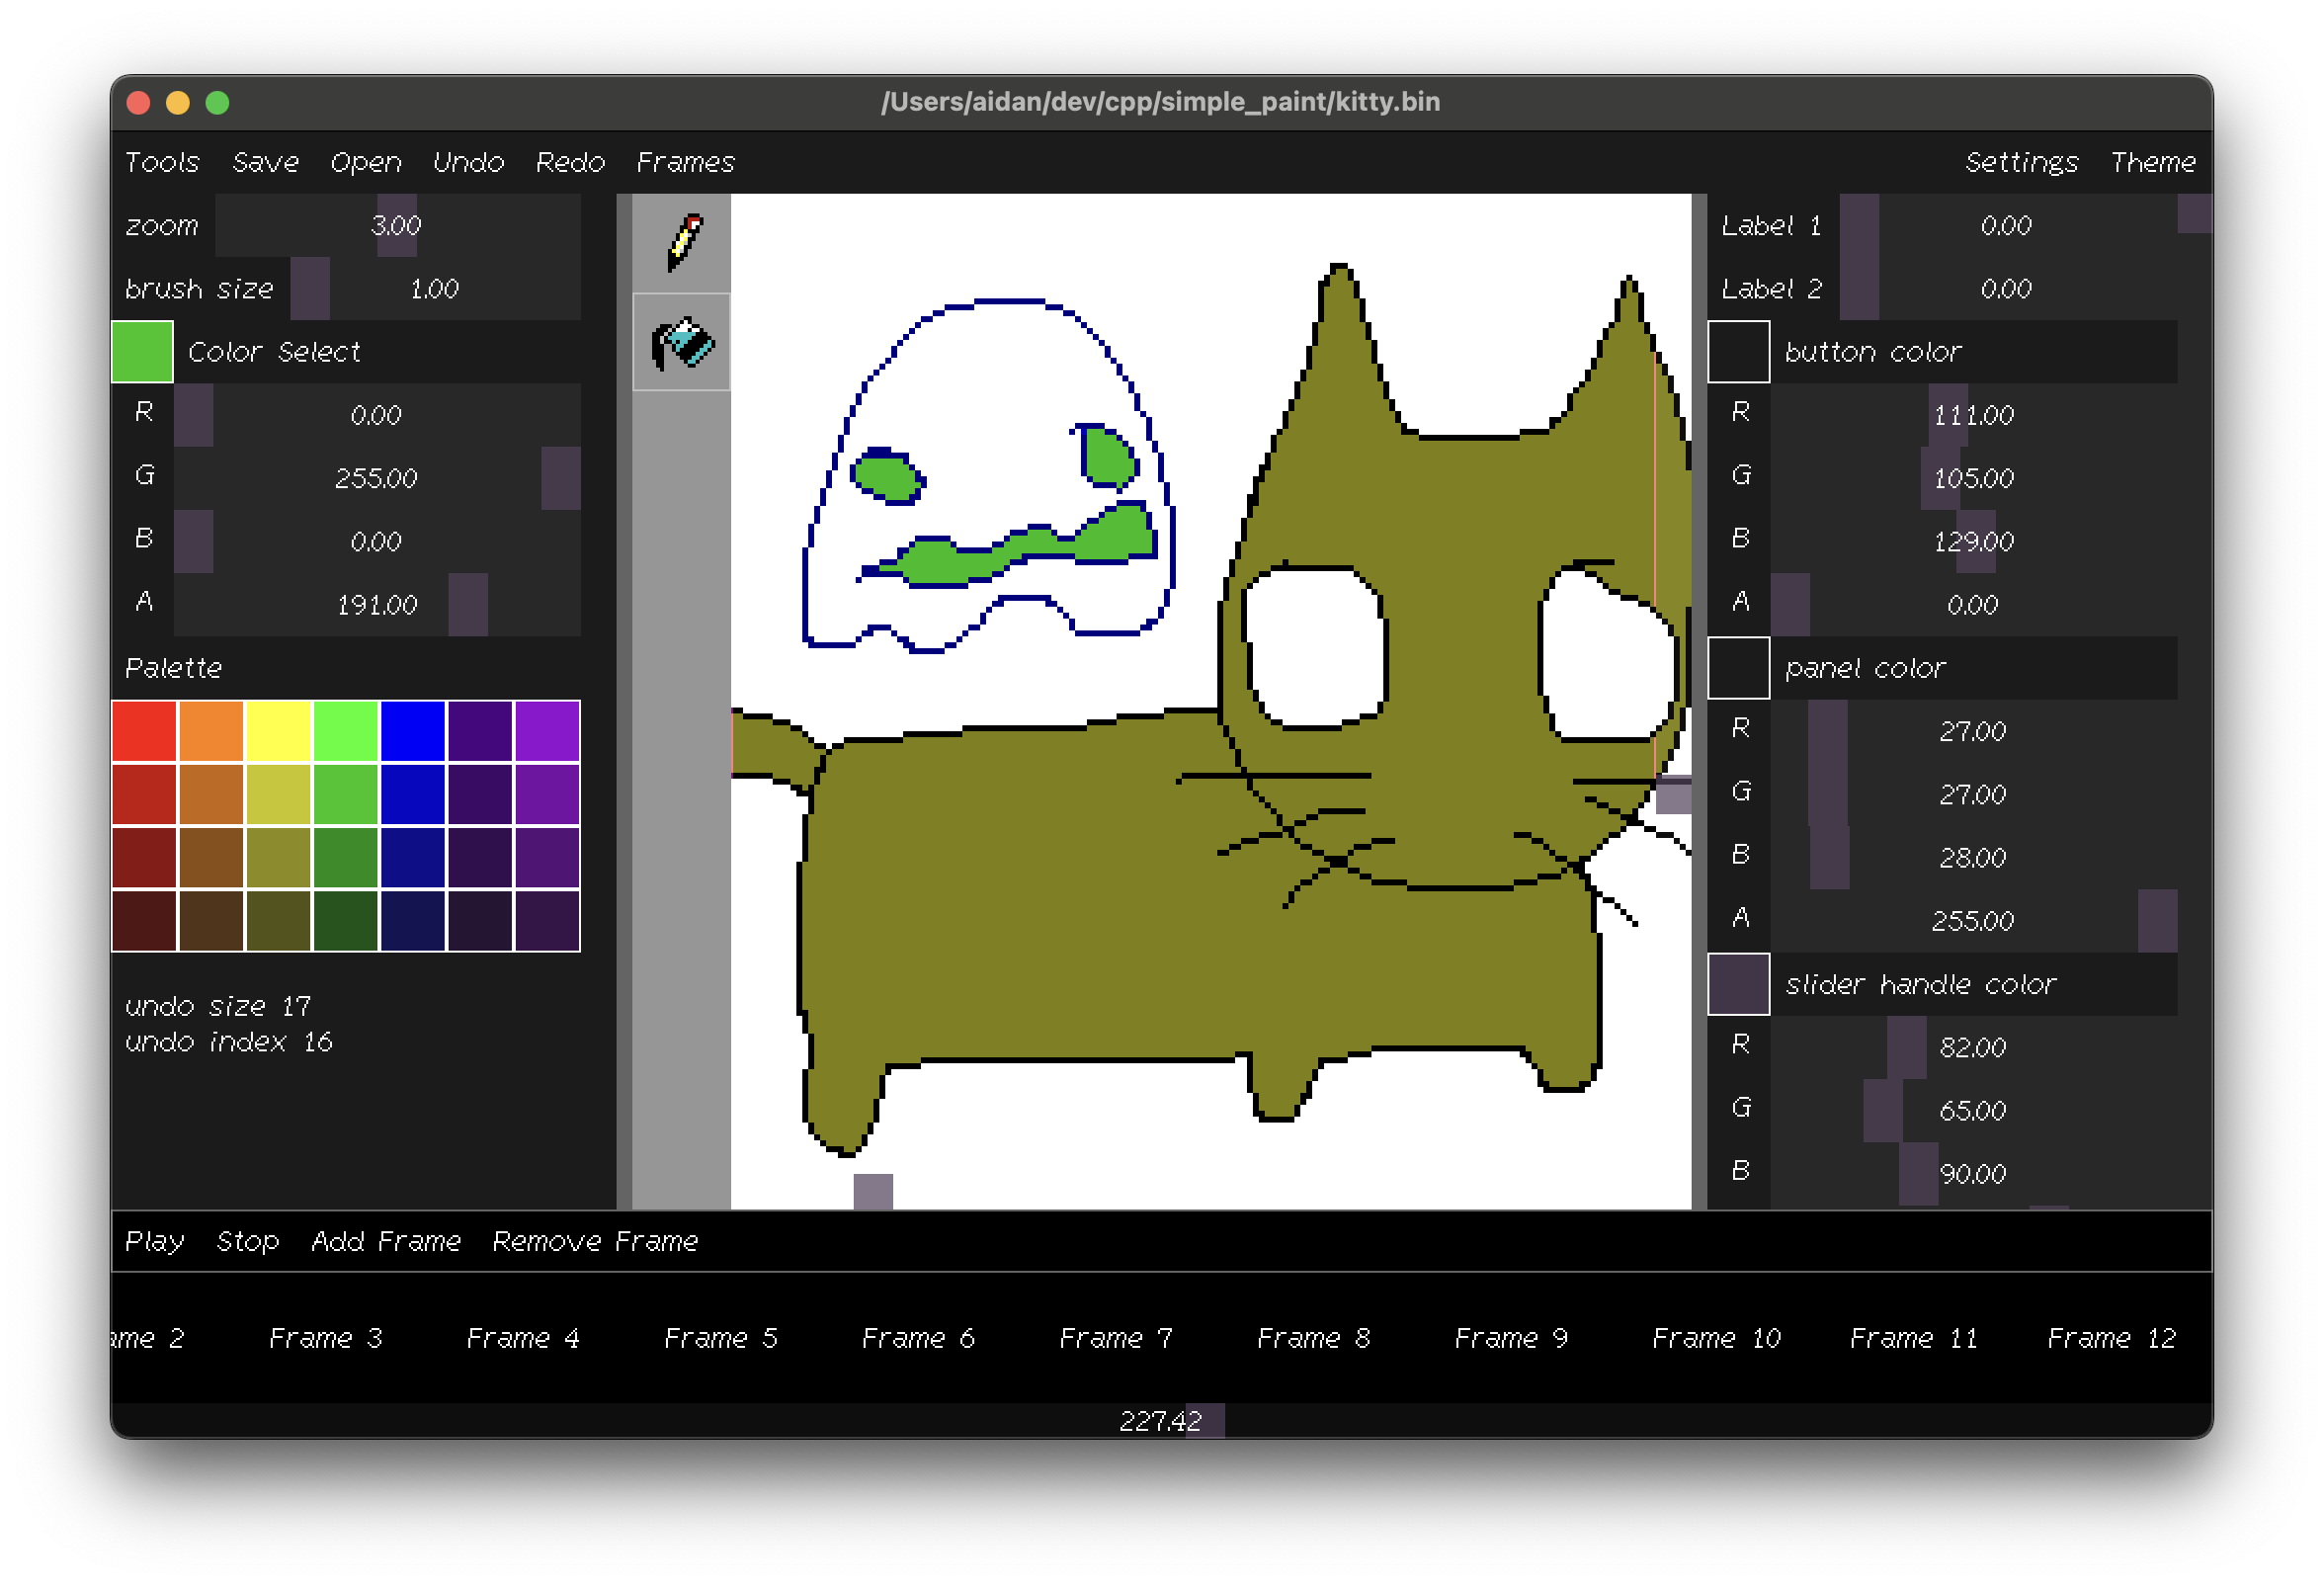 /Users/aidan/dev/cpp/simple_paint/kitty.bin
Tools Save Open Undo Redo Frames Settings Theme
zoom 3.00
brush size 1.00
Color Select
R 0.00
G 255.00
B 0.00
A 191.00
Palette
undo size 17
undo index 16
Label 1 0.00
Label 2 0.00
button color
R 111.00
G 105.00
B 129.00
A 0.00
panel color
R 27.00
G 27.00
B 28.00
A 255.00
slider handle color
R 82.00
G 65.00
B 90.00
Play Stop Add Frame Remove Frame
ame 2 Frame 3 Frame 4 Frame 5 Frame 6 Frame 7 Frame 8 Frame 9 Frame 10 Frame 11 Frame 12
227.42